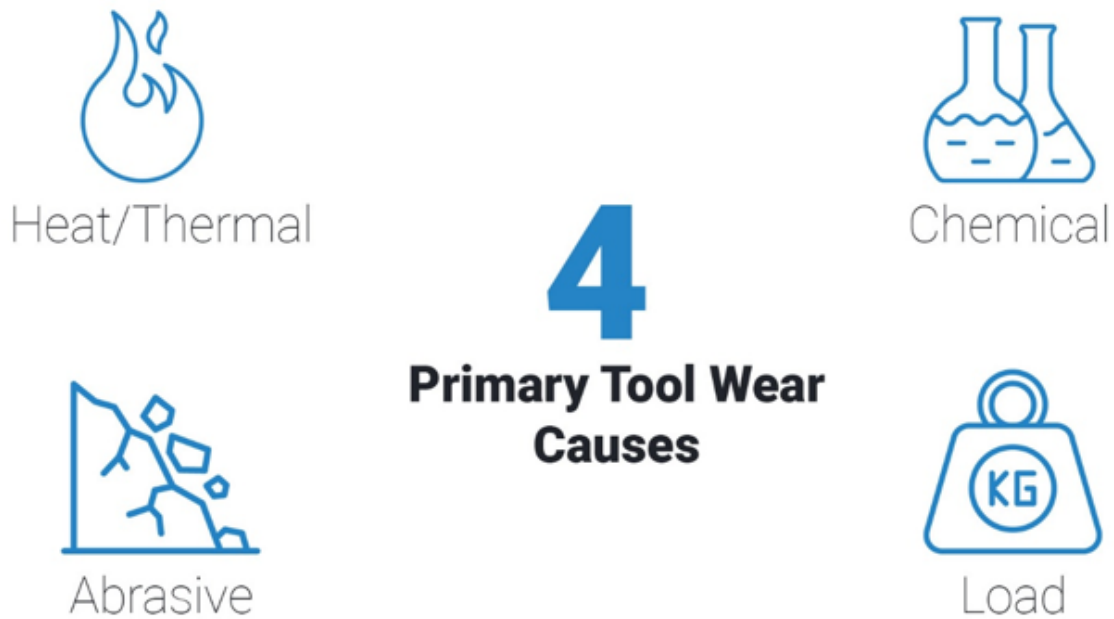 Heat/Thermal
Chemical
4
Primary Tool Wear
Causes
KG
Abrasive
Load